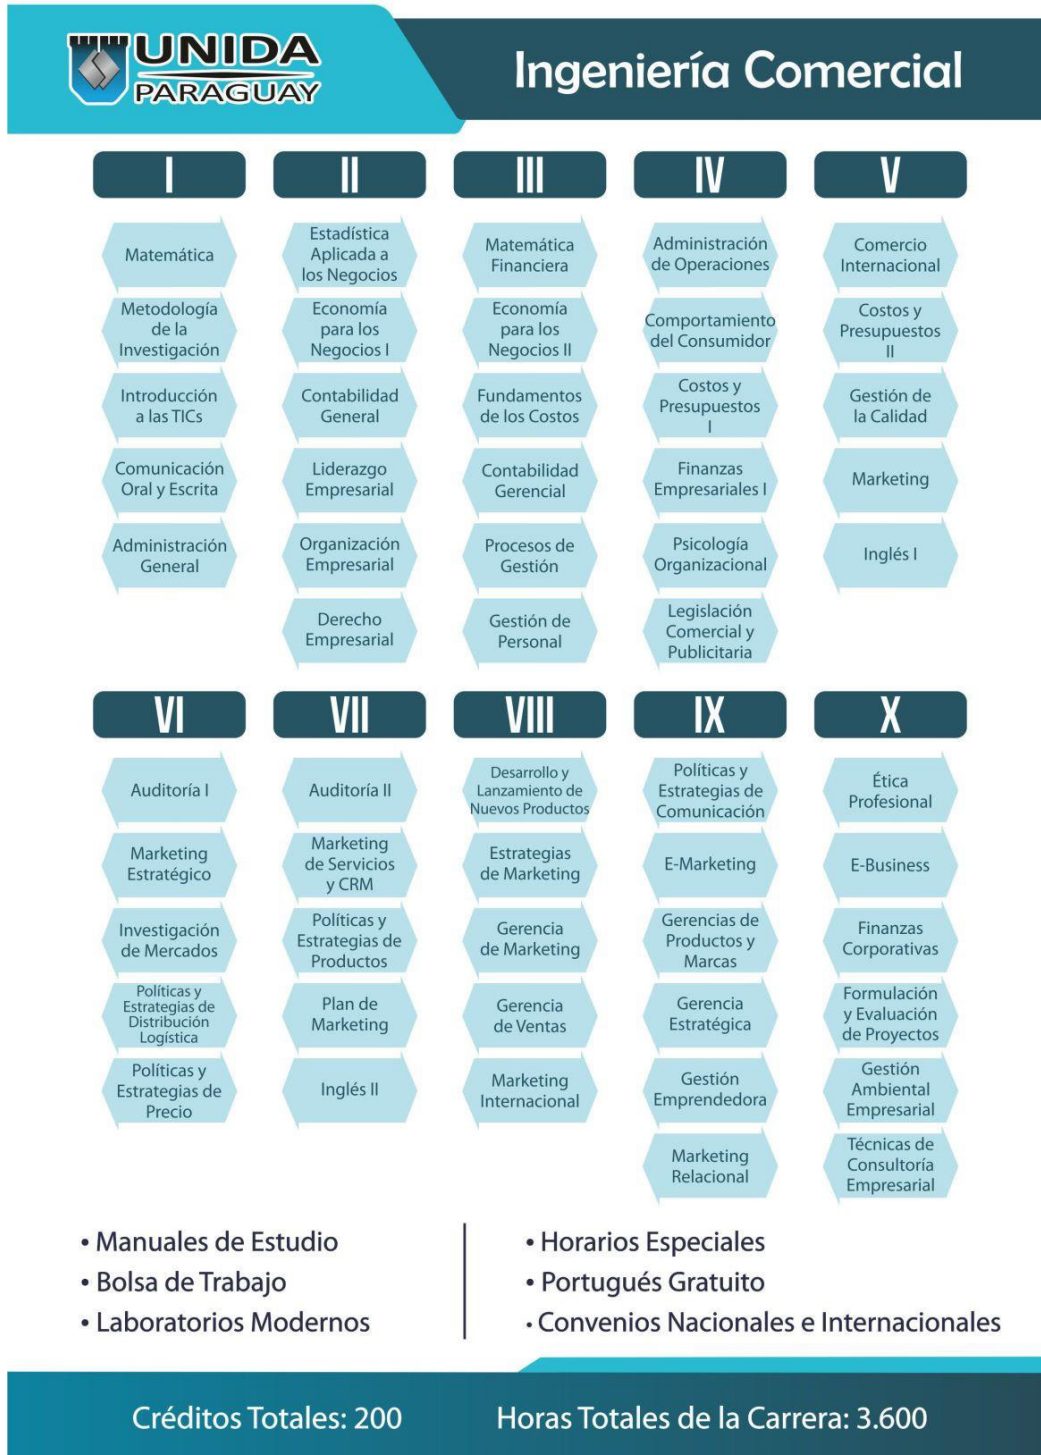 UNIDA
PARAGUAY
Ingeniería Comercial
I
II
III
IV
V
Matemática
Metodología
de la
Investigación
Introducción
a las TICs
Comunicación
Oral y Escrita
Administración
General
Estadística
Aplicada a
los Negocios
Economía
para los
Negocios I
Contabilidad
General
Liderazgo
Empresarial
Organización
Empresarial
Derecho
Empresarial
Matemática
Financiera
Economía
para los
Negocios II
Fundamentos
de los Costos
Contabilidad
Gerencial
Procesos de
Gestión
Gestión de
Personal
Administración
de Operaciones
Comportamiento
del Consumidor
Costos y
Presupuestos
I
Finanzas
Empresariales I
Psicología
Organizacional
Legislación
Comercial y
Publicitaria
Comercio
Internacional
Costos y
Presupuestos
II
Gestión de
la Calidad
Marketing
Inglés I
VI
VII
VIII
IX
X
Auditoría I
Marketing
Estratégico
Investigación
de Mercados
Políticas y
Estrategias de
Distribución
Logística
Políticas y
Estrategias de
Precio
Auditoría II
Marketing
de Servicios
y CRM
Políticas y
Estrategias de
Productos
Plan de
Marketing
Inglés II
Desarrollo y
Lanzamiento de
Nuevos Productos
Estrategias
de Marketing
Gerencia
de Marketing
Gerencia
de Ventas
Marketing
Internacional
Políticas y
Estrategias de
Comunicación
E-Marketing
Gerencias de
Productos y
Marcas
Gerencia
Estratégica
Gestión
Emprendedora
Marketing
Relacional
Ética
Profesional
E-Business
Finanzas
Corporativas
Formulación
y Evaluación
de Proyectos
Gestión
Ambiental
Empresarial
Técnicas de
Consultoría
Empresarial
• Manuales de Estudio
• Bolsa de Trabajo
• Laboratorios Modernos
• Horarios Especiales
• Portugués Gratuito
• Convenios Nacionales e Internacionales
Créditos Totales: 200
Horas Totales de la Carrera: 3.600